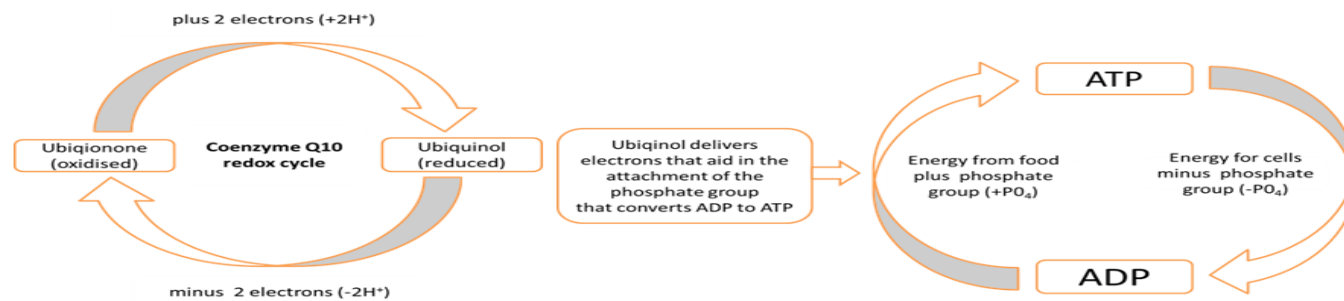 plus 2 electrons (+2H⁺)
Ubiqionone
(oxidised)
Coenzyme Q10
redox cycle
Ubiquinol
(reduced)
minus 2 electrons (-2H⁺)
Ubiqinol delivers
electrons that aid in the
attachment of the
phosphate group
that converts ADP to ATP
ATP
Energy from food
plus phosphate
group (+P0₄)
Energy for cells
minus phosphate
group (-P0₄)
ADP